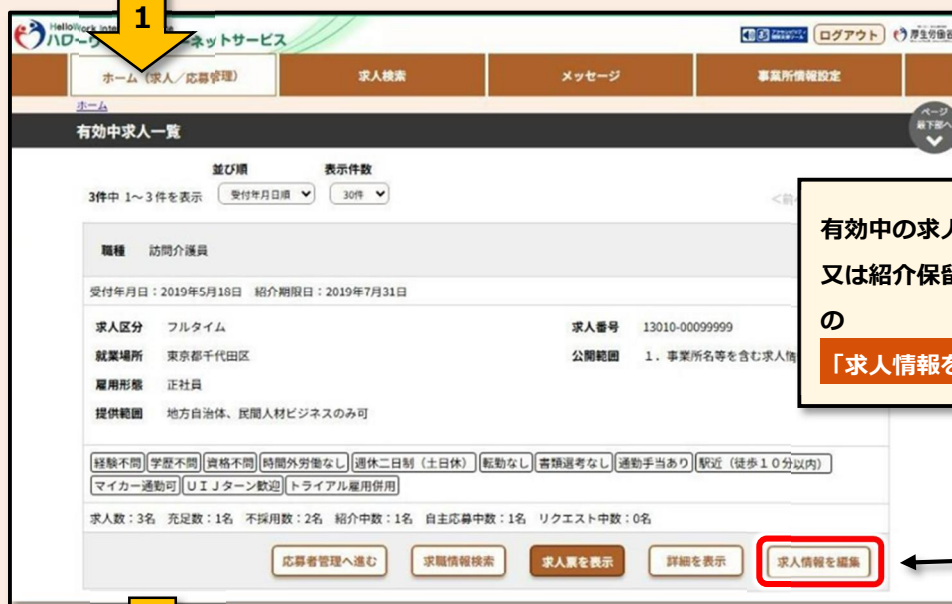 1
HelloWork Inte
ハローワ ーネットサービス
ログアウト
厚生労働省
ホーム（求人／応募管理）
求人検索
メッセージ
事業所情報設定
ホーム
有効中求人一覧
ページ
最下部へ
並び順 表示件数
3件中 1～3件を表示 受付年月日順 30件
＜前
職種 訪問介護員
受付年月日：2019年5月18日 紹介期限日：2019年7月31日
求人区分 フルタイム
求人番号 13010-00099999
就業場所 東京都千代田区
公開範囲 1．事業所名等を含む求人情
雇用形態 正社員
提供範囲 地方自治体、民間人材ビジネスのみ可
有効中の求人
又は紹介保留
の
「求人情報を
経験不問 学歴不問 資格不問 時間外労働なし 週休二日制（土日休） 転勤なし 書類選考なし 通勤手当あり 駅近（徒歩１０分以内）
マイカー通勤可 ＵＩＪターン歓迎 トライアル雇用併用
求人数：3名 充足数：1名 不採用数：2名 紹介中数：1名 自主応募中数：1名 リクエスト中数：0名
応募者管理へ進む 求職情報検索 求人票を表示 詳細を表示 求人情報を編集